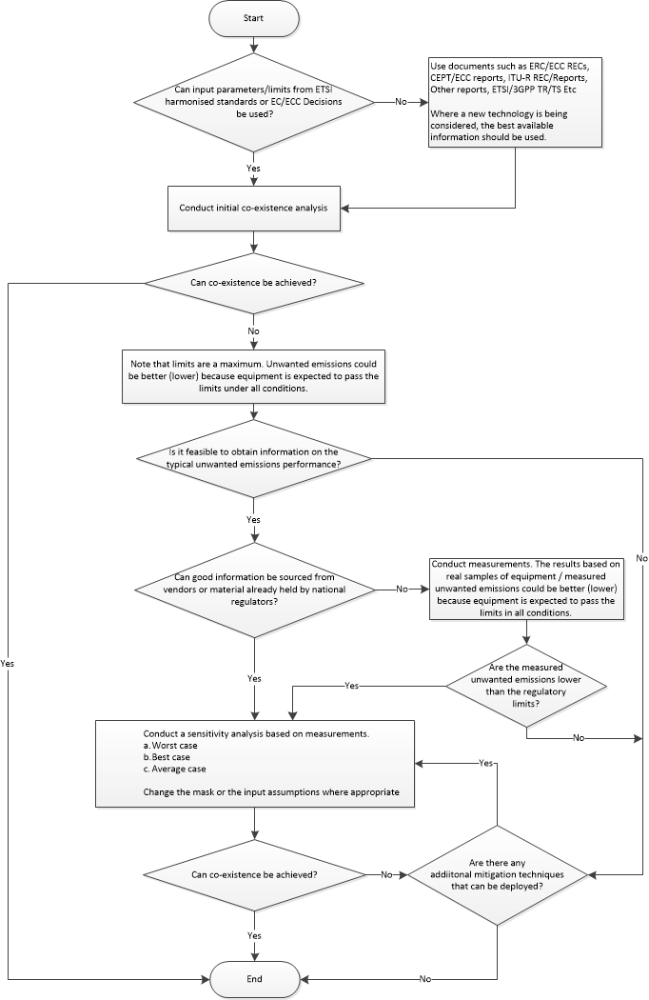 Start
Can input parameters/limits from ETSI
harmonised standards or EC/ECC Decisions
be used?
No
Use documents such as ERC/ECC RECs,
CEPT/ECC reports, ITU-R REC/Reports,
Other reports, ETSI/3GPP TR/TS Etc
Where a new technology is being
considered, the best available
information should be used.
Yes
Conduct initial co-existence analysis
Can co-existence be achieved?
No
Note that limits are a maximum. Unwanted emissions could
be better (lower) because equipment is expected to pass the
limits under all conditions.
Is it feasible to obtain information on the
typical unwanted emissions performance?
Yes
No
Can good information be sourced from
vendors or material already held by national
regulators?
No
Conduct measurements. The results based on
real samples of equipment / measured
unwanted emissions could be better (lower)
because equipment is expected to pass the
limits in all conditions.
Yes
Yes
Yes
Are the measured
unwanted emissions lower
than the regulatory
limits?
No
Conduct a sensitivity analysis based on measurements.
a. Worst case
b. Best case
c. Average case
Change the mask or the input assumptions where appropriate
Yes
Can co-existence be achieved?
No
Are there any
addiitonal mitigation techniques
that can be deployed?
Yes
End
No